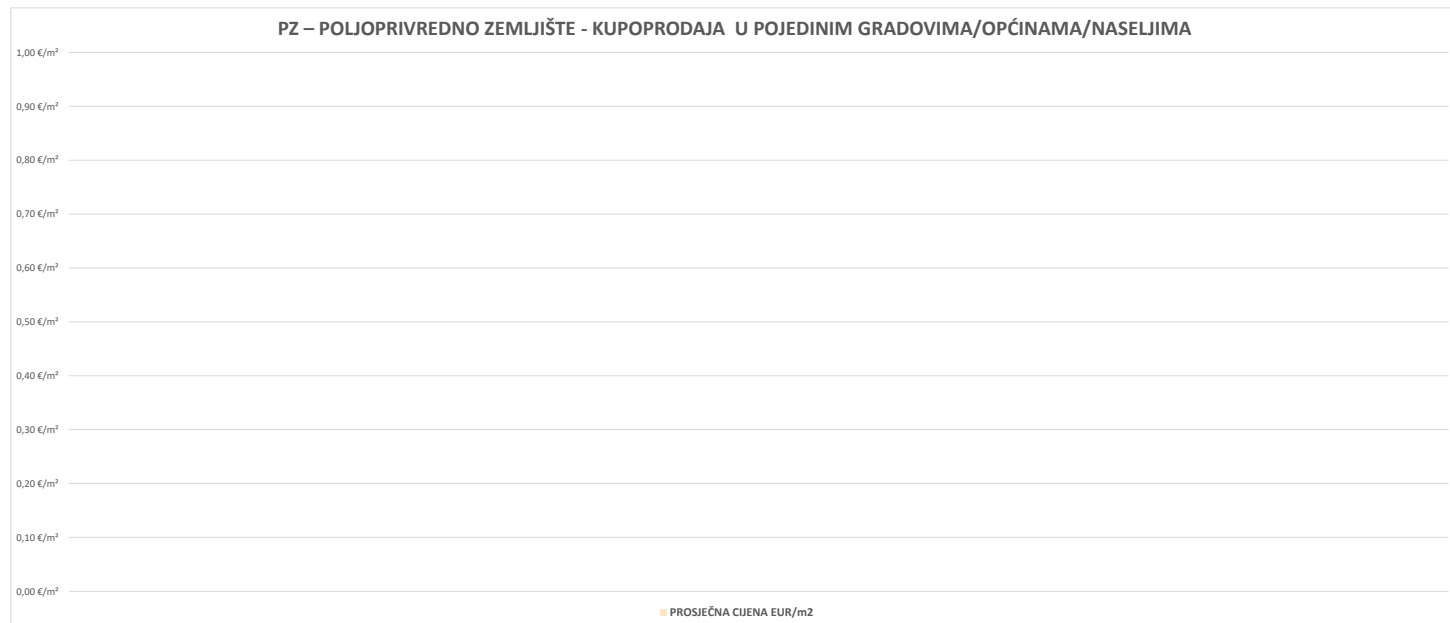 PZ – POLJOPRIVREDNO ZEMLJIŠTE - KUPOPRODAJA  U POJEDINIM GRADOVIMA/OPĆINAMA/NASELJIMA
1,00 €/m²
0,90 €/m²
0,80 €/m²
0,70 €/m²
0,60 €/m²
0,50 €/m²
0,40 €/m²
0,30 €/m²
0,20 €/m²
0,10 €/m²
0,00 €/m²
PROSJEČNA CIJENA EUR/m2